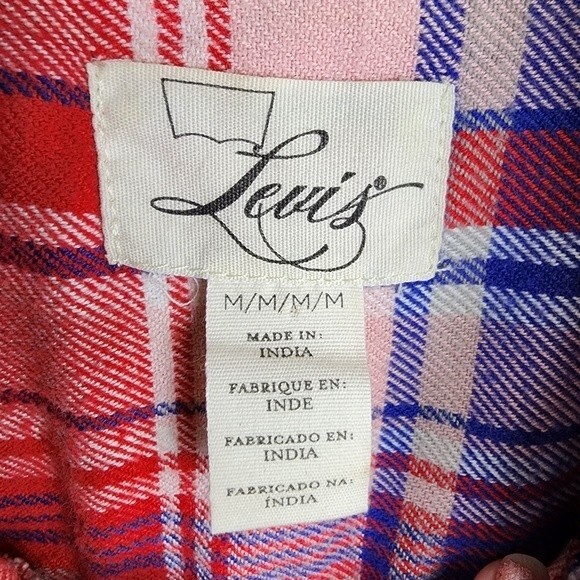 Levi's®
M/M/M/M
MADE IN:
INDIA
FABRIQUE EN:
INDE
FABRICADO EN:
INDIA
FABRICADO NA:
ÍNDIA